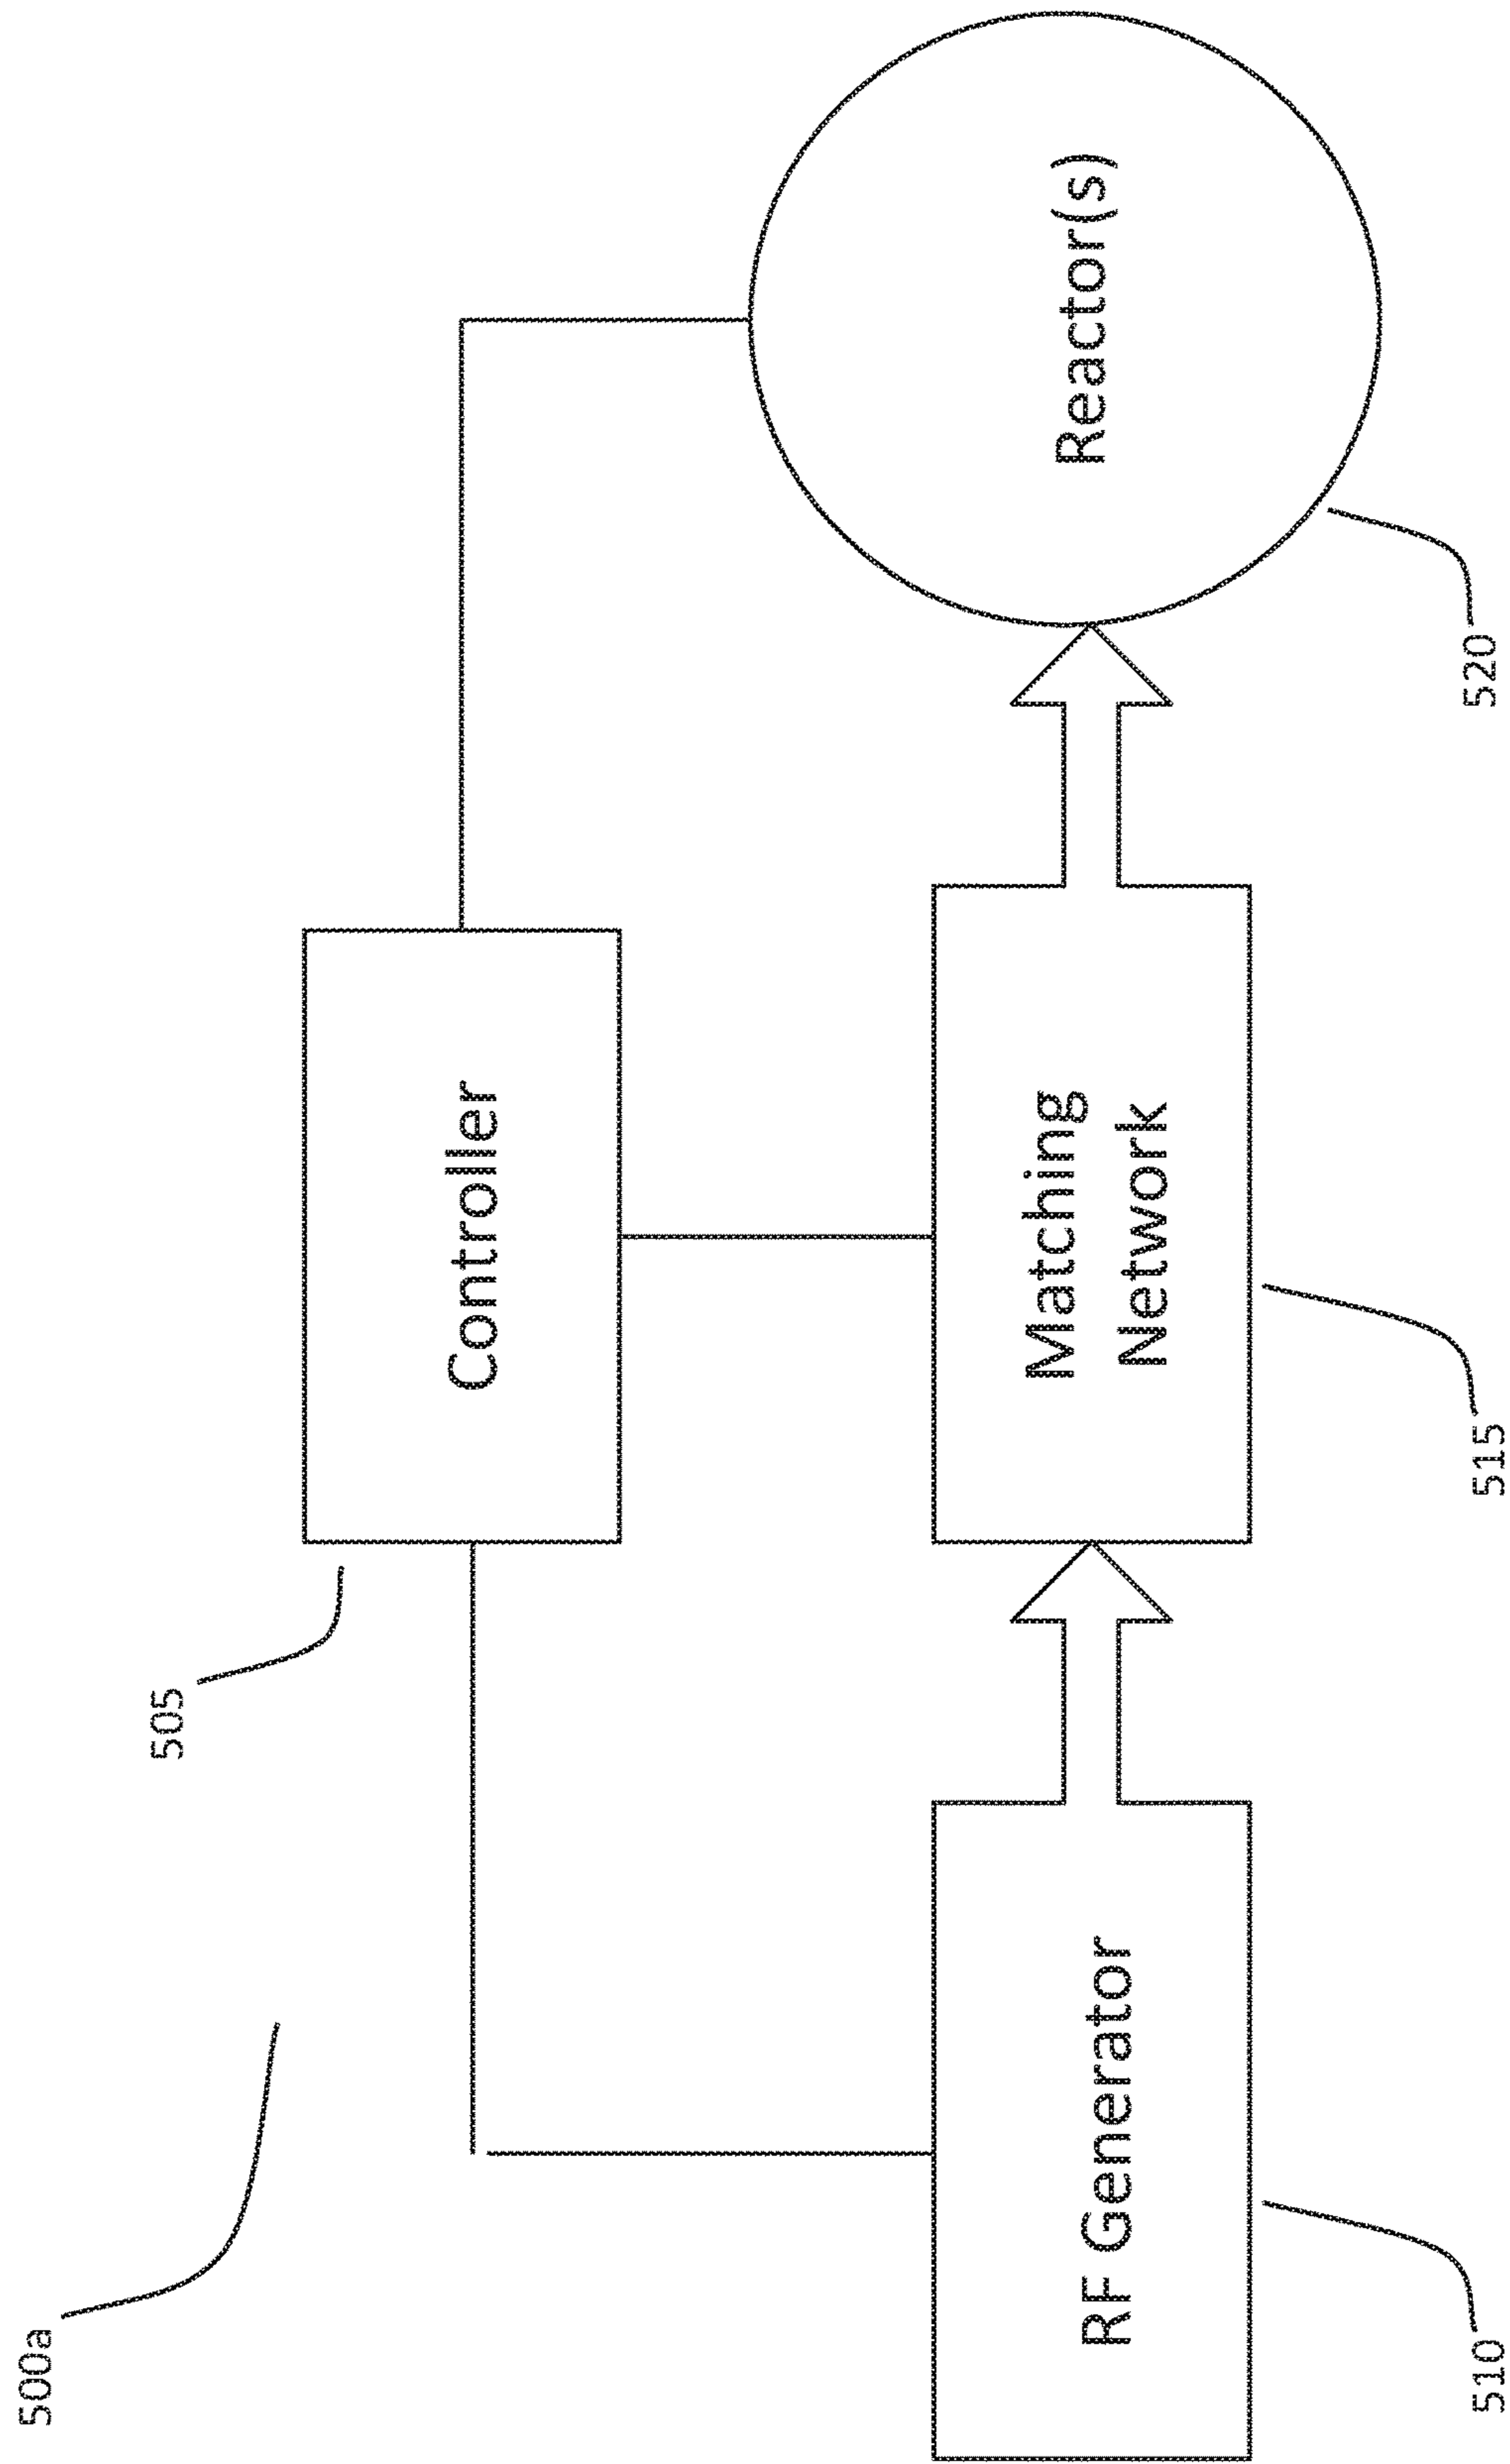 500a
505
Controller
RF Generator
Matching
Network
Reactor(s)
510
515
520